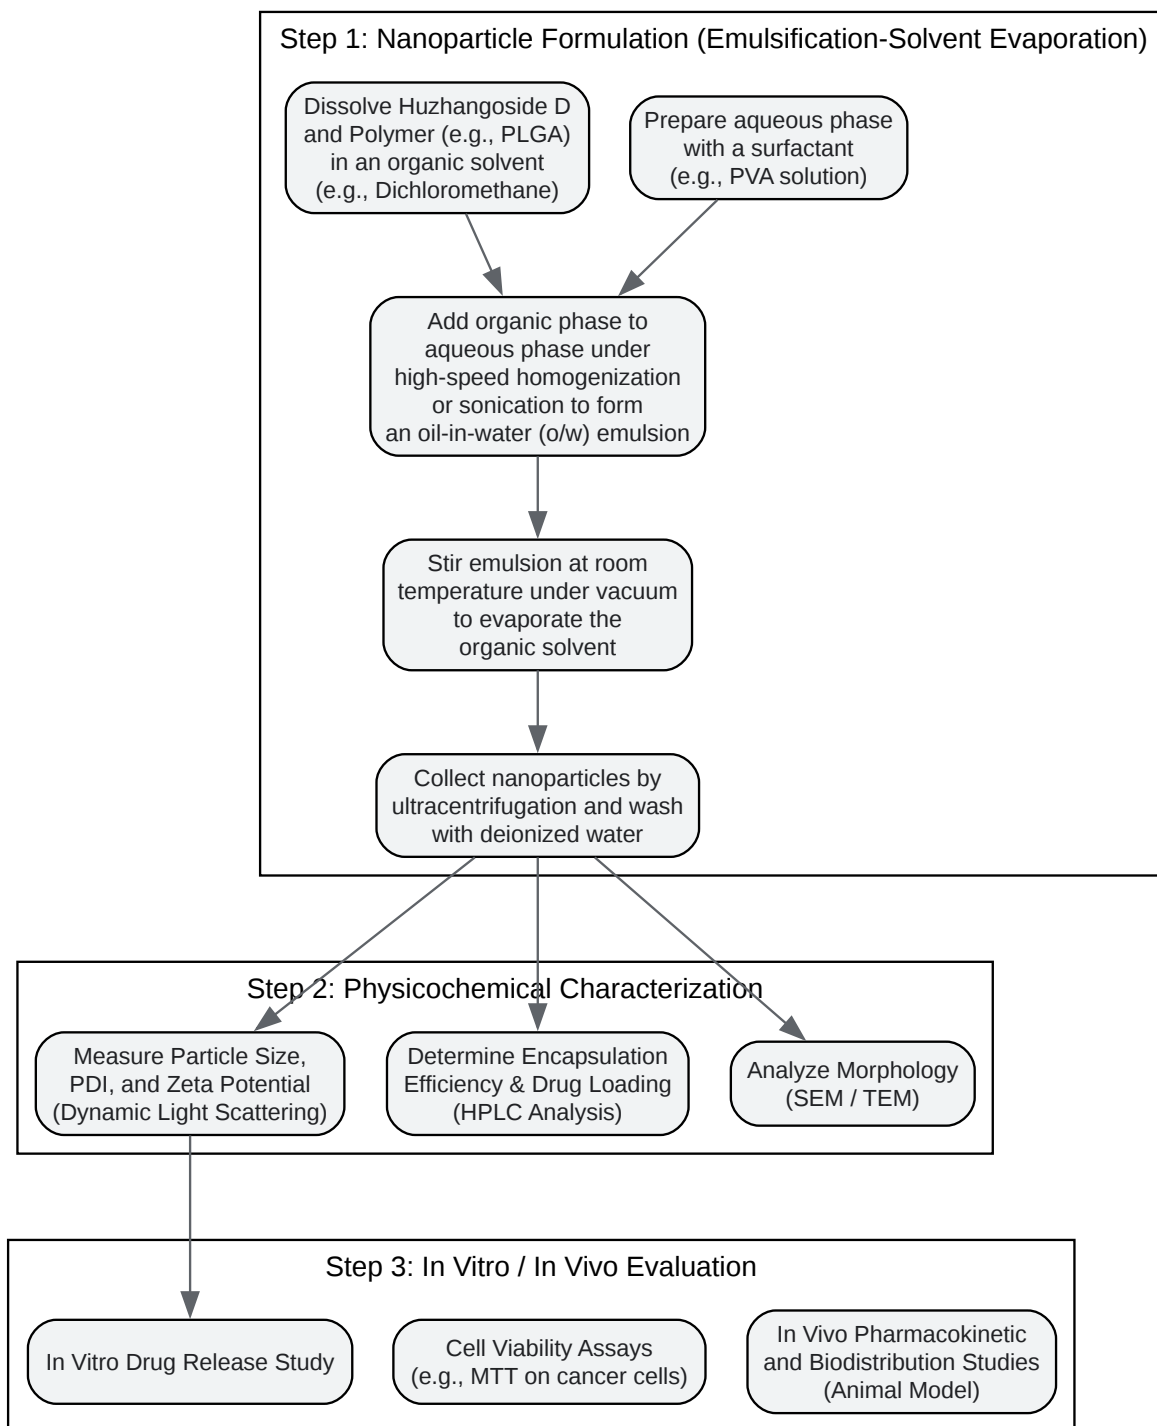 Step 1: Nanoparticle Formulation (Emulsification-Solvent Evaporation)
Dissolve Huzhangoside D
and Polymer (e.g., PLGA)
in an organic solvent
(e.g., Dichloromethane)
Prepare aqueous phase
with a surfactant
(e.g., PVA solution)
Add organic phase to
aqueous phase under
high-speed homogenization
or sonication to form
an oil-in-water (o/w) emulsion
Stir emulsion at room
temperature under vacuum
to evaporate the
organic solvent
Collect nanoparticles by
ultracentrifugation and wash
with deionized water
Step 2: Physicochemical Characterization
Measure Particle Size,
PDI, and Zeta Potential
(Dynamic Light Scattering)
Determine Encapsulation
Efficiency & Drug Loading
(HPLC Analysis)
Analyze Morphology
(SEM / TEM)
Step 3: In Vitro / In Vivo Evaluation
In Vitro Drug Release Study
Cell Viability Assays
(e.g., MTT on cancer cells)
In Vivo Pharmacokinetic
and Biodistribution Studies
(Animal Model)